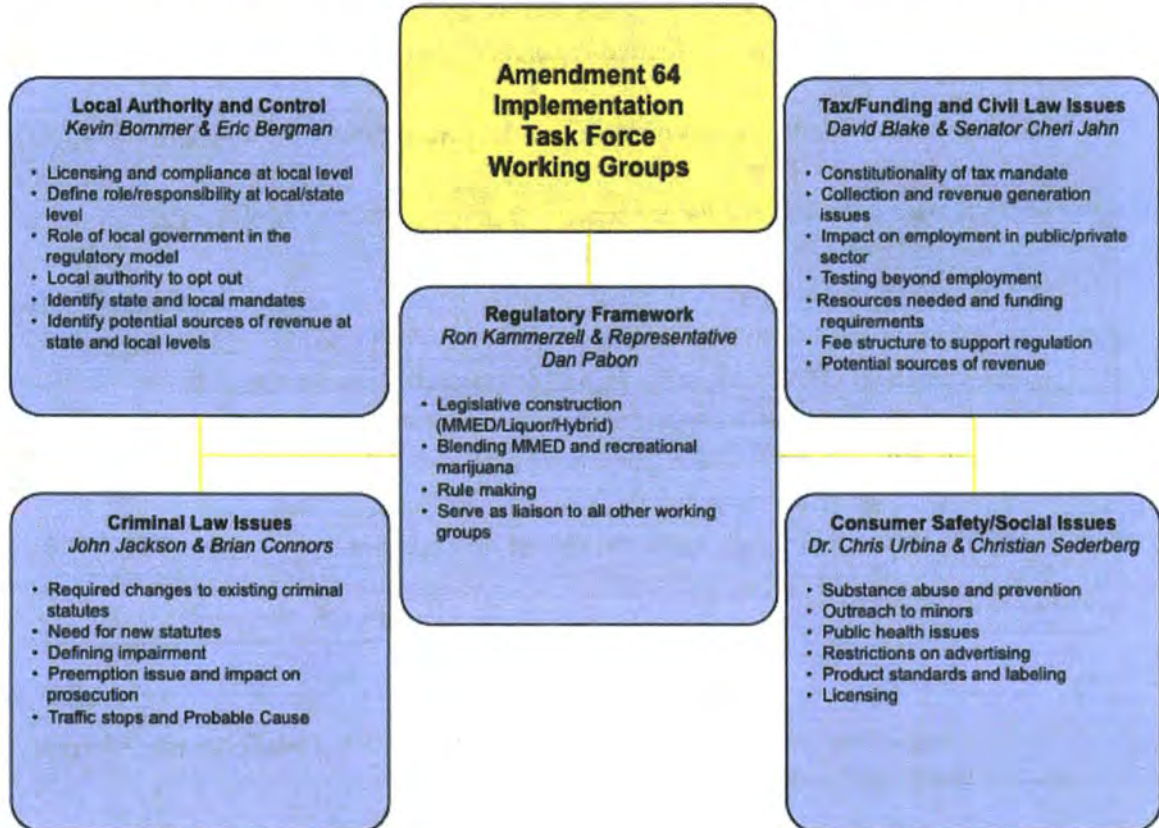 Amendment 64
Implementation
Task Force
Working Groups
Local Authority and Control
Kevin Bommer & Eric Bergman
• Licensing and compliance at local level
• Define role/responsibility at local/state
level
• Role of local government in the
regulatory model
• Local authority to opt out
• Identify state and local mandates
• Identify potential sources of revenue at
state and local levels
Tax/Funding and Civil Law Issues
David Blake & Senator Cheri Jahn
• Constitutionality of tax mandate
• Collection and revenue generation
issues
• Impact on employment in public/private
sector
• Testing beyond employment
• Resources needed and funding
requirements
• Fee structure to support regulation
• Potential sources of revenue
Regulatory Framework
Ron Kammerzell & Representative
Dan Pabon
• Legislative construction
(MMED/Liquor/Hybrid)
• Blending MMED and recreational
marijuana
• Rule making
• Serve as liaison to all other working
groups
Criminal Law Issues
John Jackson & Brian Connors
• Required changes to existing criminal
statutes
• Need for new statutes
• Defining impairment
• Preemption issue and impact on
prosecution
• Traffic stops and Probable Cause
Consumer Safety/Social Issues
Dr. Chris Urbina & Christian Sederberg
• Substance abuse and prevention
• Outreach to minors
• Public health issues
• Restrictions on advertising
• Product standards and labeling
• Licensing